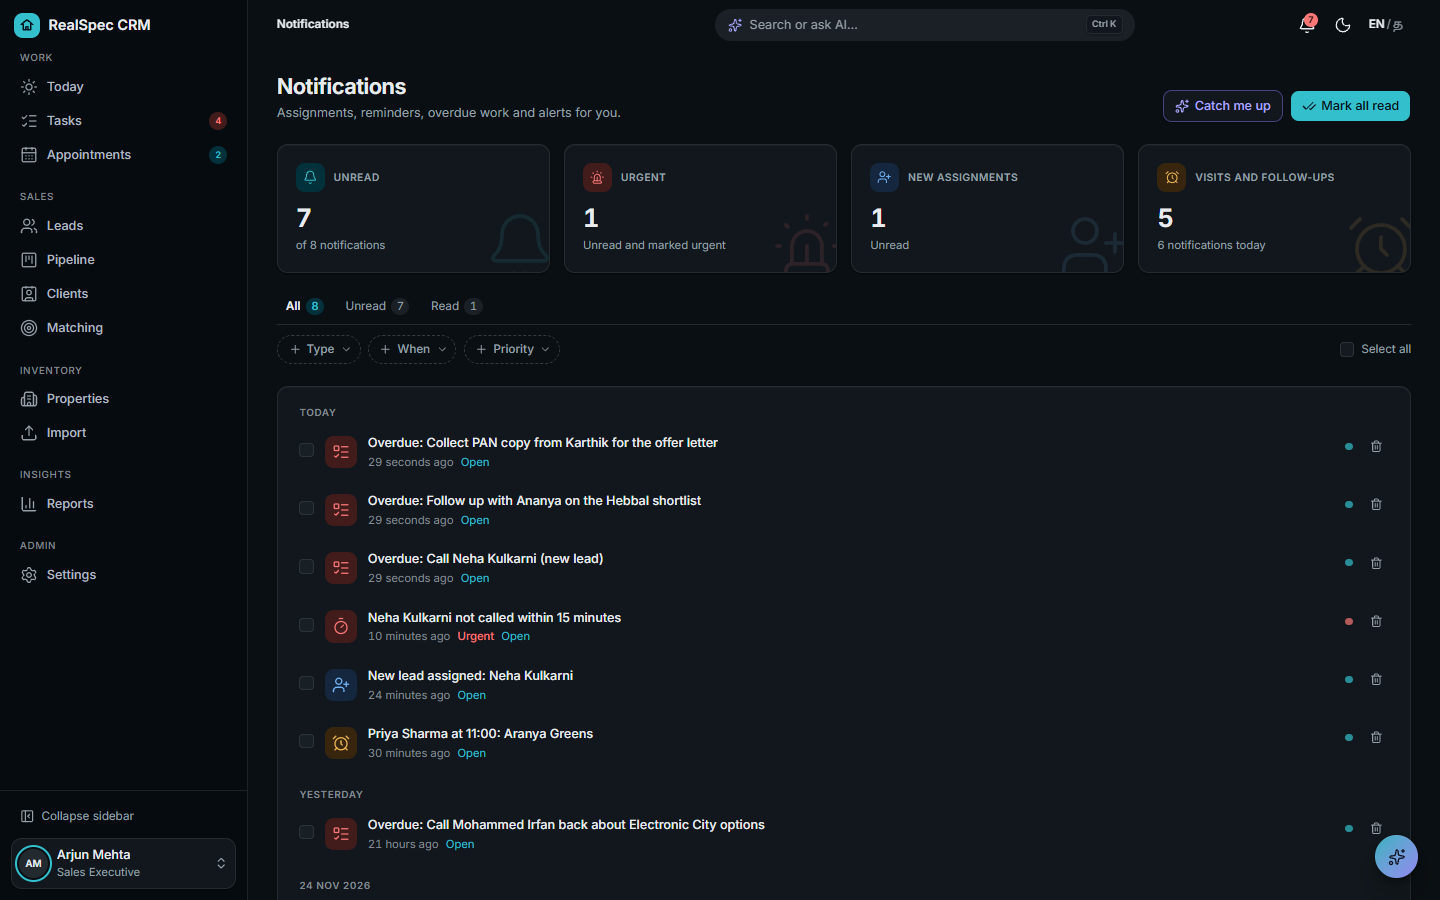 RealSpec CRM
WORK
Today
Tasks 4
Appointments 2
SALES
Leads
Pipeline
Clients
Matching
INVENTORY
Properties
Import
INSIGHTS
Reports
ADMIN
Settings
Collapse sidebar
AM
Arjun Mehta
Sales Executive
Notifications
Search or ask AI...
Ctrl K
7
EN / த
Notifications
Assignments, reminders, overdue work and alerts for you.
Catch me up
Mark all read
UNREAD
7
of 8 notifications
URGENT
1
Unread and marked urgent
NEW ASSIGNMENTS
1
Unread
VISITS AND FOLLOW-UPS
5
6 notifications today
All 8 Unread 7 Read 1
Type When Priority
Select all
TODAY
Overdue: Collect PAN copy from Karthik for the offer letter
29 seconds ago Open
Overdue: Follow up with Ananya on the Hebbal shortlist
29 seconds ago Open
Overdue: Call Neha Kulkarni (new lead)
29 seconds ago Open
Neha Kulkarni not called within 15 minutes
10 minutes ago Urgent Open
New lead assigned: Neha Kulkarni
24 minutes ago Open
Priya Sharma at 11:00: Aranya Greens
30 minutes ago Open
YESTERDAY
Overdue: Call Mohammed Irfan back about Electronic City options
21 hours ago Open
24 NOV 2026